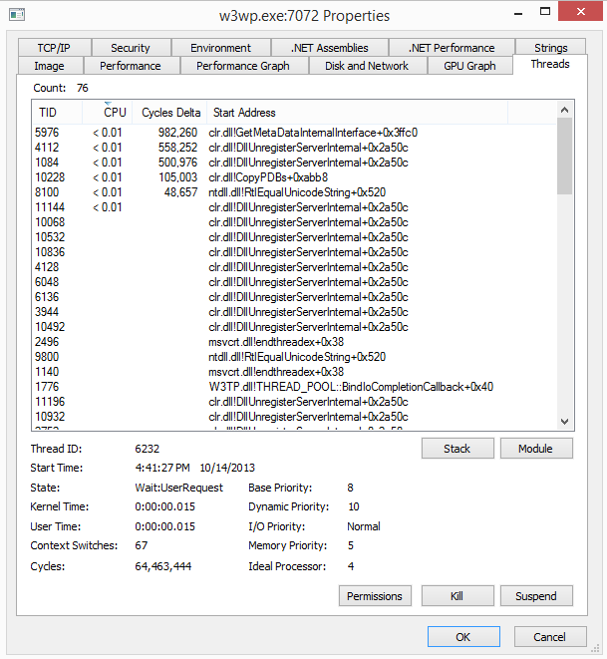 w3wp.exe:7072 Properties
TCP/IP Security Environment .NET Assemblies .NET Performance Strings
Image Performance Performance Graph Disk and Network GPU Graph Threads
Count: 76
TID CPU Cycles Delta Start Address
5976 < 0.01 982,260 clr.dll!GetMetaDataInternalInterface+0x3ffc0
4112 < 0.01 558,252 clr.dll!DllUnregisterServerInternal+0x2a50c
1084 < 0.01 500,976 clr.dll!DllUnregisterServerInternal+0x2a50c
10228 < 0.01 105,003 clr.dll!CopyPDBs+0xabb8
8100 < 0.01 48,657 ntdll.dll!RtlEqualUnicodeString+0x520
11144 < 0.01 clr.dll!DllUnregisterServerInternal+0x2a50c
10068 clr.dll!DllUnregisterServerInternal+0x2a50c
10532 clr.dll!DllUnregisterServerInternal+0x2a50c
10836 clr.dll!DllUnregisterServerInternal+0x2a50c
4128 clr.dll!DllUnregisterServerInternal+0x2a50c
6048 clr.dll!DllUnregisterServerInternal+0x2a50c
6136 clr.dll!DllUnregisterServerInternal+0x2a50c
3944 clr.dll!DllUnregisterServerInternal+0x2a50c
10492 clr.dll!DllUnregisterServerInternal+0x2a50c
2496 msvcrt.dll!endthreadex+0x38
9800 ntdll.dll!RtlEqualUnicodeString+0x520
1140 msvcrt.dll!endthreadex+0x38
1776 W3TP.dll!THREAD_POOL::BindIoCompletionCallback+0x40
11196 clr.dll!DllUnregisterServerInternal+0x2a50c
10932 clr.dll!DllUnregisterServerInternal+0x2a50c
Thread ID: 6232 Stack Module
Start Time: 4:41:27 PM 10/14/2013
State: Wait:UserRequest Base Priority: 8
Kernel Time: 0:00:00.015 Dynamic Priority: 10
User Time: 0:00:00.015 I/O Priority: Normal
Context Switches: 67 Memory Priority: 5
Cycles: 64,463,444 Ideal Processor: 4
Permissions Kill Suspend
OK Cancel